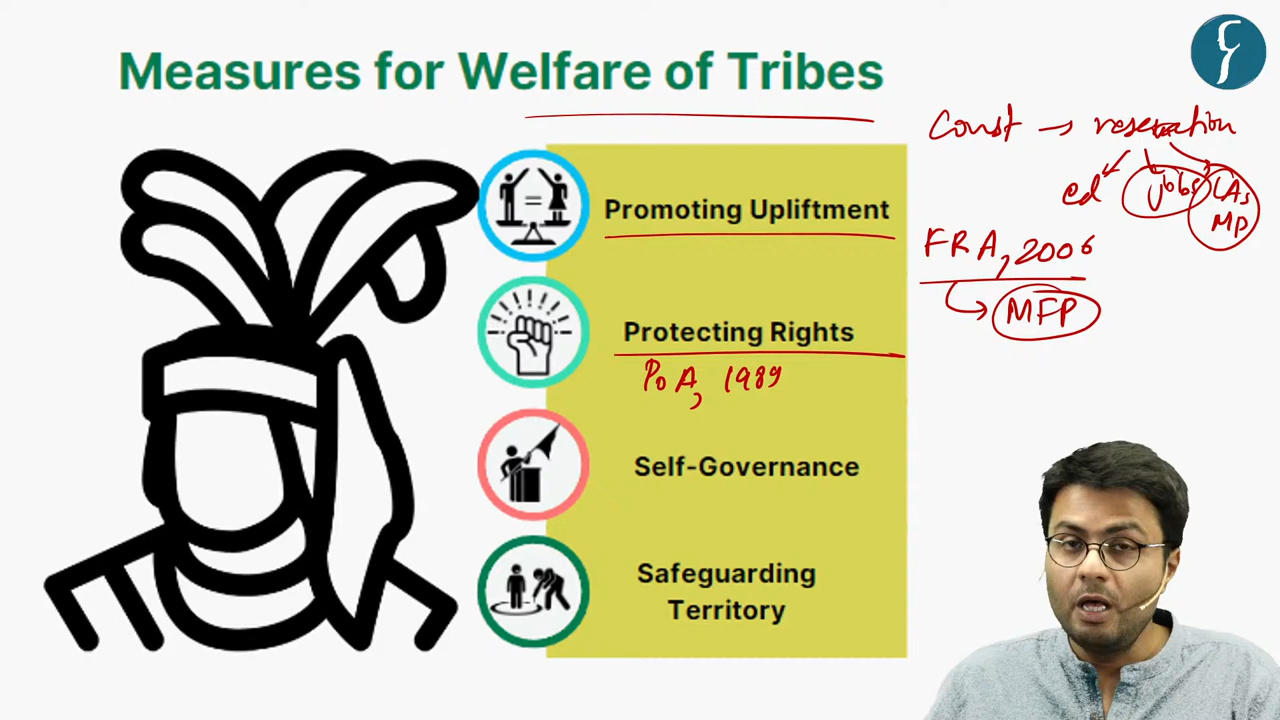 Measures for Welfare of Tribes
Const → reservation
ed jobs LAs
MP
Promoting Upliftment
FRA, 2006
MFP
Protecting Rights
PoA, 1989
Self-Governance
Safeguarding
Territory